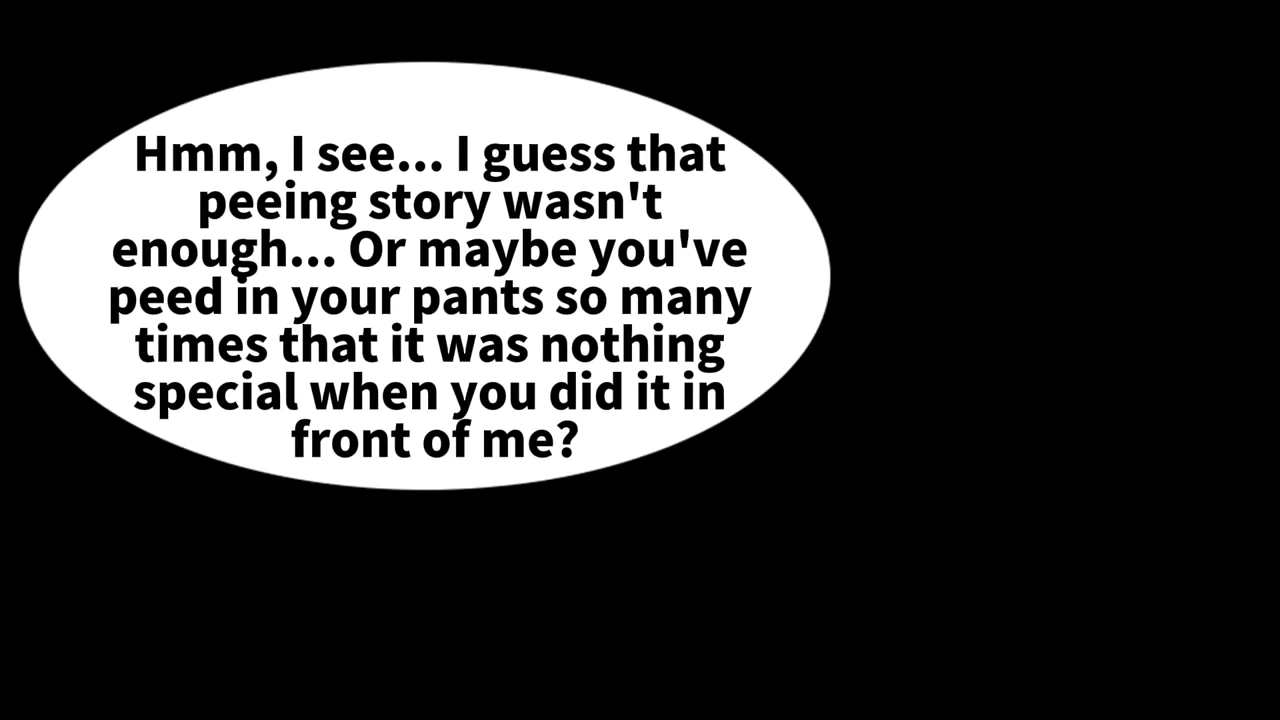 Hmm, I see... I guess that
peeing story wasn't
enough... Or maybe you've
peed in your pants so many
times that it was nothing
special when you did it in
front of me?